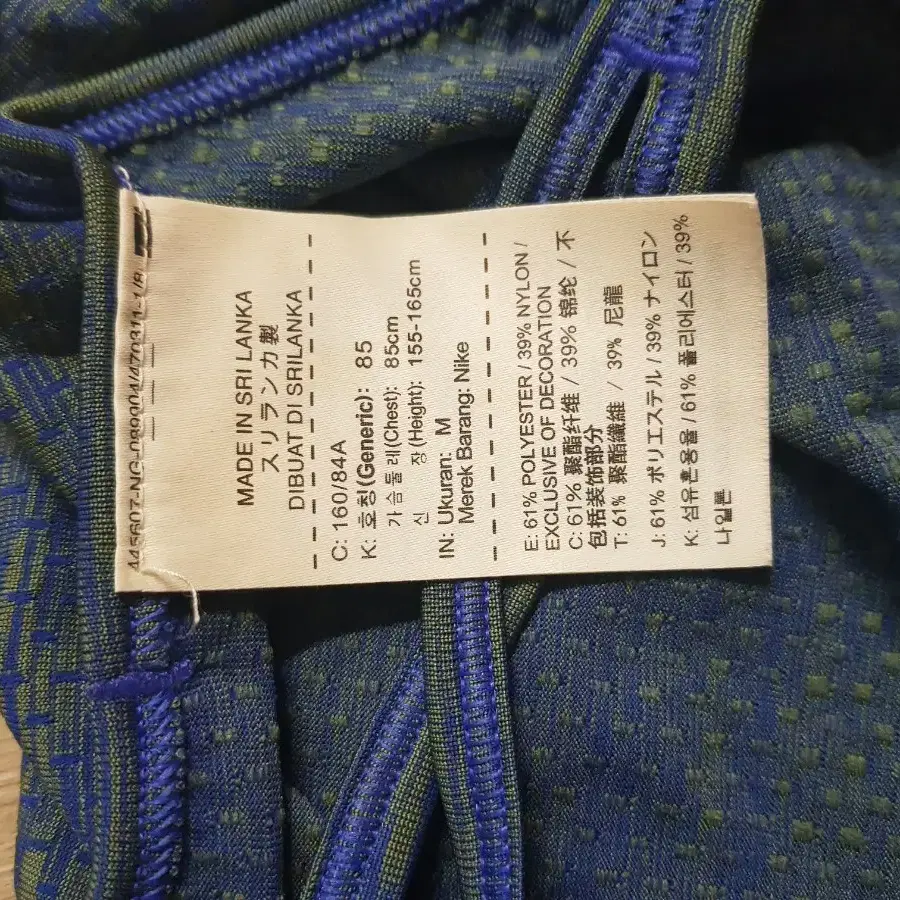 MADE IN SRI LANKA
スリランカ製
DIBUAT DI SRILANKA
C: 160/84A
K: 호칭(Generic): 85
가슴둘레(Chest): 85cm
신 장(Height): 155-165cm
IN: Ukuran: M
Merek Barang: Nike
E: 61% POLYESTER / 39% NYLON /
EXCLUSIVE OF DECORATION
C: 61% 聚酯纤维 / 39% 锦纶 / 不
包括装饰部分
T: 61% 聚酯纖維 / 39% 尼龍
J: 61% ポリエステル / 39% ナイロン
K: 섬유혼용율 / 61% 폴리에스터 / 39%
나일론